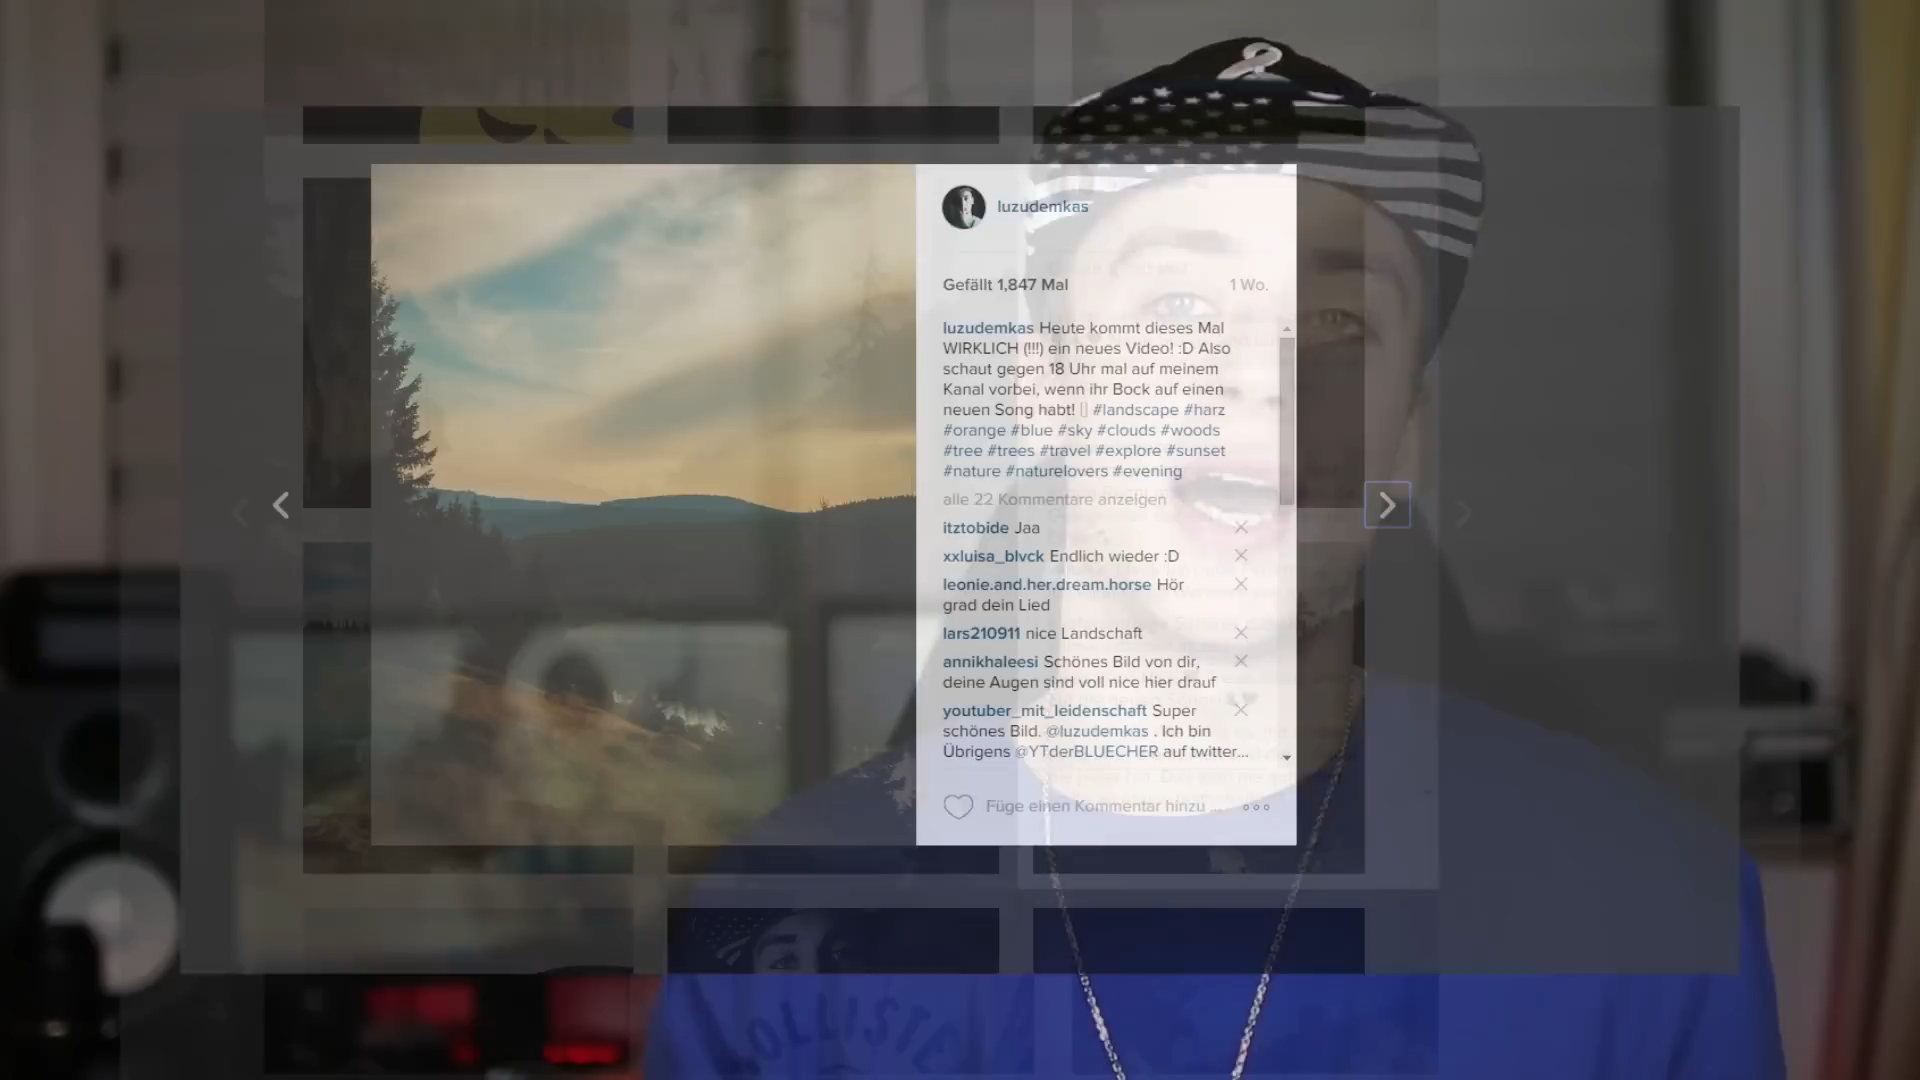 luzudemkas
Gefällt 1,847 Mal
1 Wo.
luzudemkas Heute kommt dieses Mal
WIRKLICH (!!!) ein neues Video! :D Also
schaut gegen 18 Uhr mal auf meinem
Kanal vorbei, wenn ihr Bock auf einen
neuen Song habt! ▯ #landscape #harz
#orange #blue #sky #clouds #woods
#tree #trees #travel #explore #sunset
#nature #naturelovers #evening
alle 22 Kommentare anzeigen
itztobide Jaa
xxluisa_blvck Endlich wieder :D
leonie.and.her.dream.horse Hör
grad dein Lied
lars210911 nice Landschaft
annikhaleesi Schönes Bild von dir,
deine Augen sind voll nice hier drauf
youtuber_mit_leidenschaft Super
schönes Bild. @luzudemkas . Ich bin
Übrigens @YTderBLUECHER auf twitter...
Füge einen Kommentar hinzu ...
OLLISTE